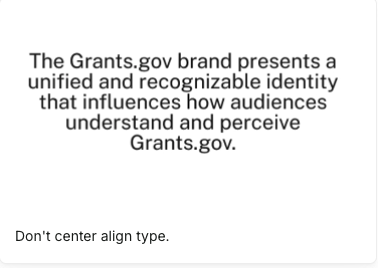 The Grants.gov brand presents a
unified and recognizable identity
that influences how audiences
understand and perceive
Grants.gov.
Don't center align type.